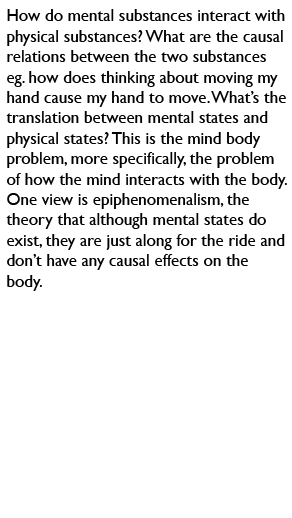 How do mental substances interact with
physical substances? What are the causal
relations between the two substances
eg. how does thinking about moving my
hand cause my hand to move. What's the
translation between mental states and
physical states? This is the mind body
problem, more specifically, the problem
of how the mind interacts with the body.
One view is epiphenomenalism, the
theory that although mental states do
exist, they are just along for the ride and
don't have any causal effects on the
body.